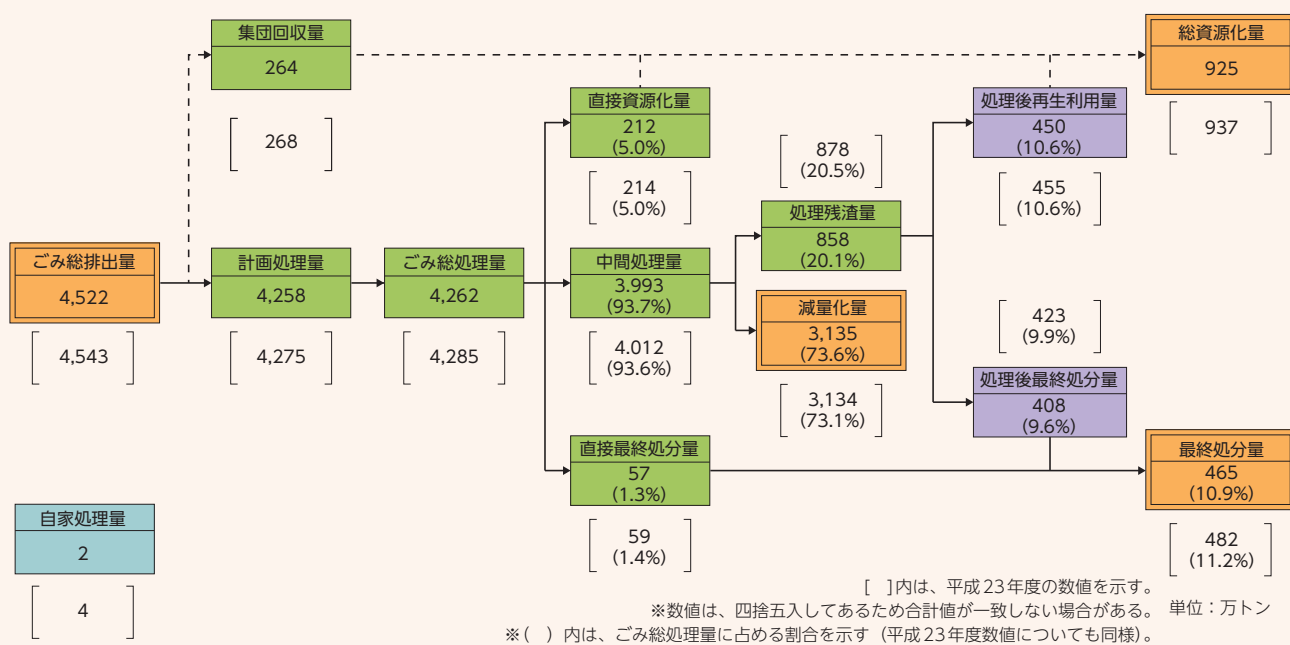 集団回収量
264
[268]
総資源化量
925
[937]
直接資源化量
212
(5.0%)
[214
(5.0%)]
処理後再生利用量
450
(10.6%)
[455
(10.6%)]
[878
(20.5%)]
処理残渣量
858
(20.1%)
ごみ総排出量
4,522
[4,543]
計画処理量
4,258
[4,275]
ごみ総処理量
4,262
[4,285]
中間処理量
3.993
(93.7%)
[4.012
(93.6%)]
減量化量
3,135
(73.6%)
[3,134
(73.1%)]
[423
(9.9%)]
処理後最終処分量
408
(9.6%)
直接最終処分量
57
(1.3%)
[59
(1.4%)]
最終処分量
465
(10.9%)
[482
(11.2%)]
自家処理量
2
[4]
[ ]内は、平成23年度の数値を示す。
※数値は、四捨五入してあるため合計値が一致しない場合がある。 単位：万トン
※( ) 内は、ごみ総処理量に占める割合を示す (平成23年度数値についても同様)。